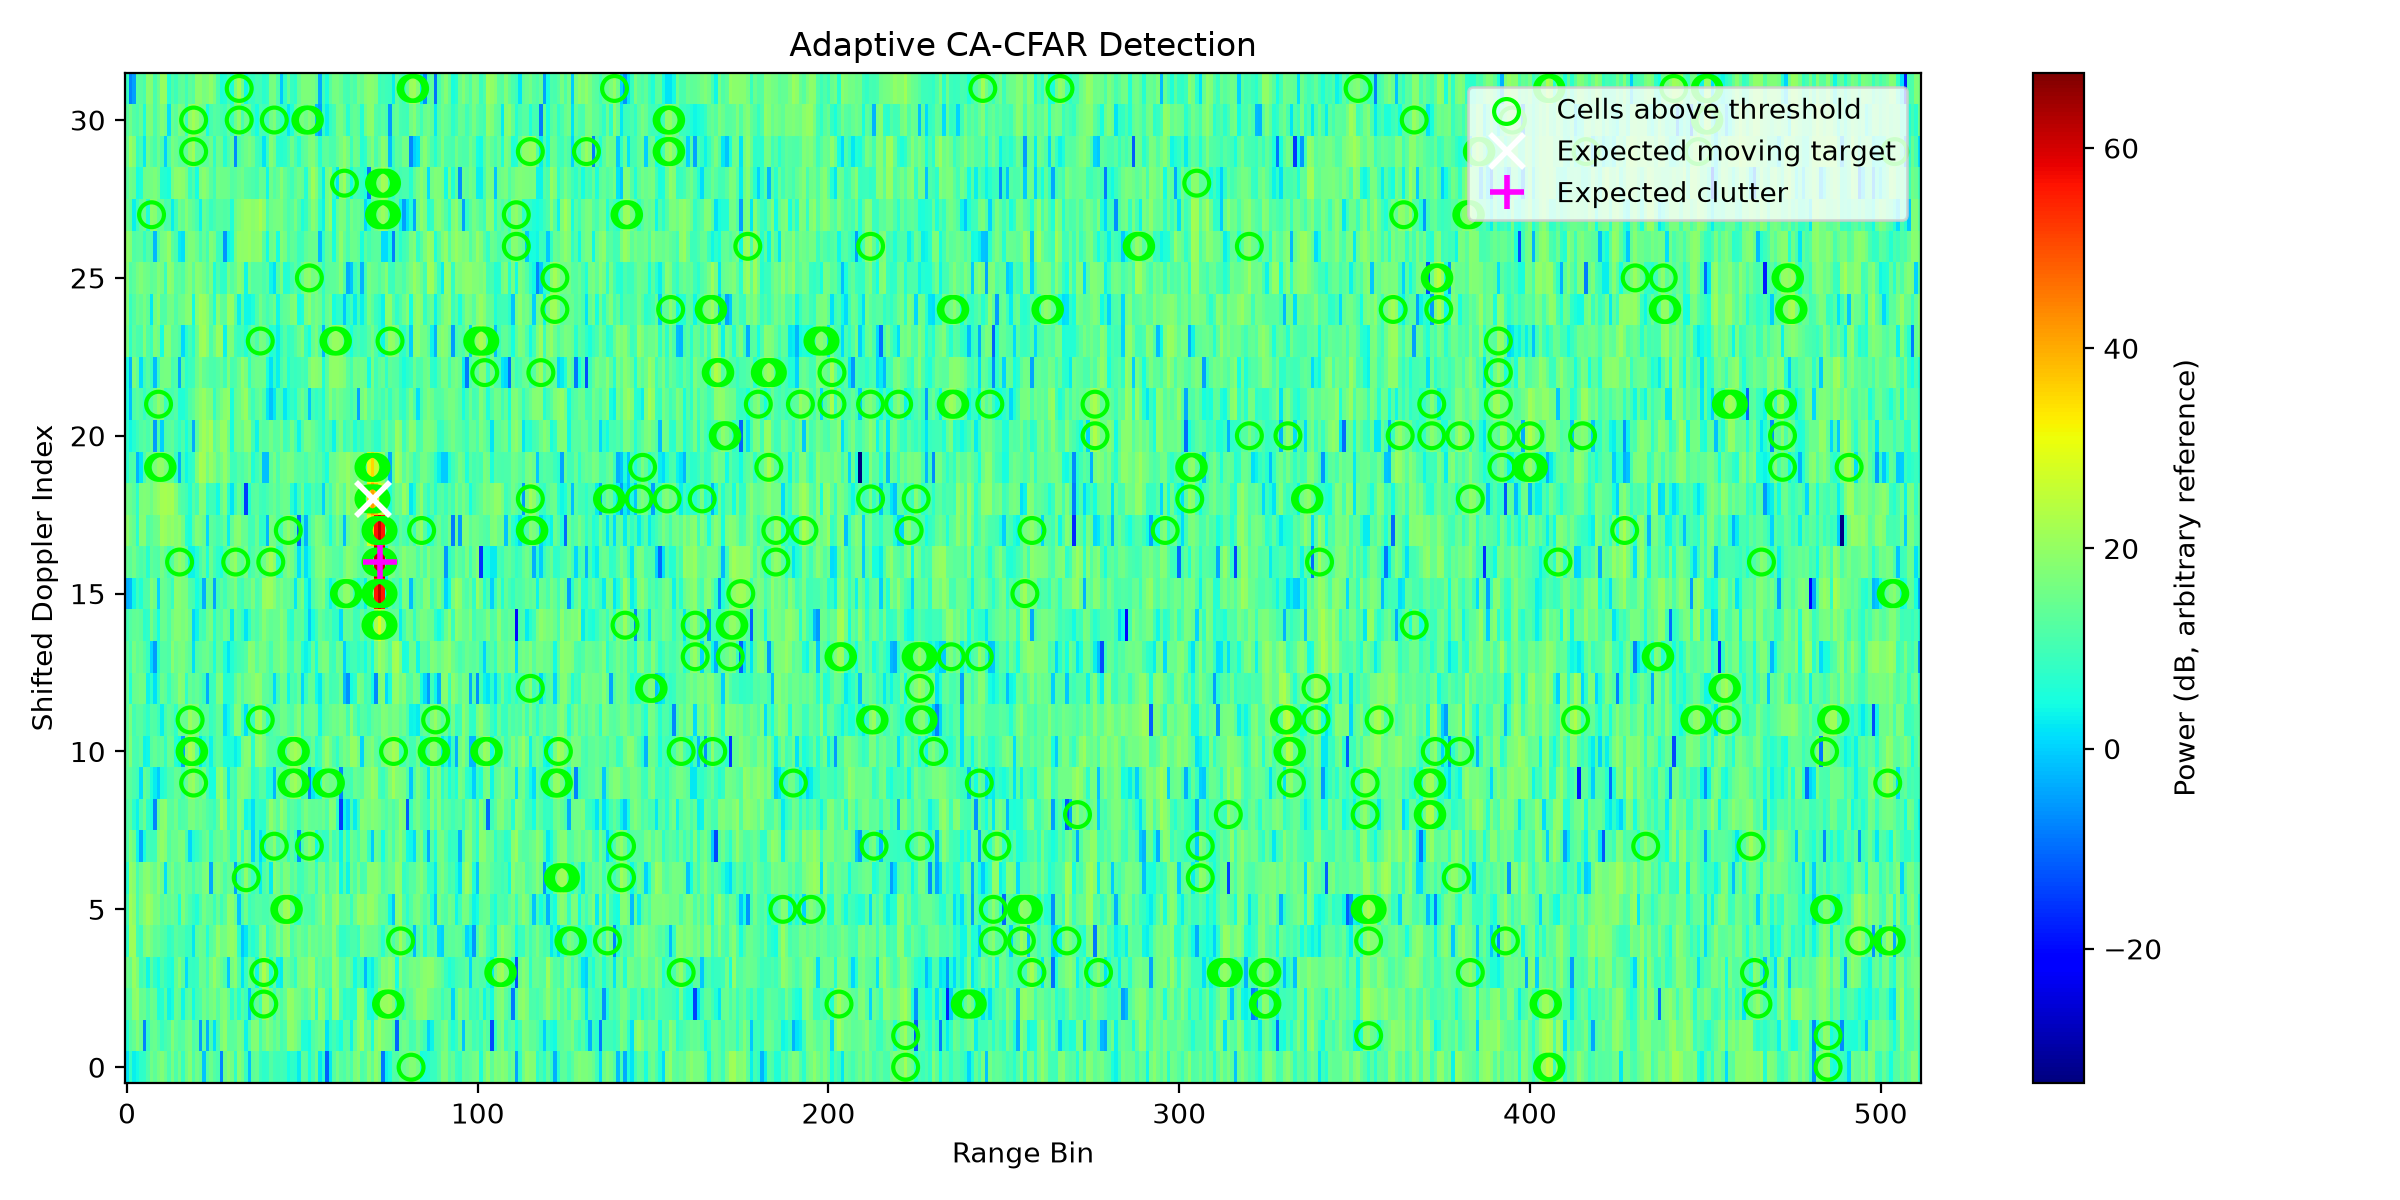 Adaptive CA-CFAR Detection
Cells above threshold
Expected moving target
Expected clutter
Shifted Doppler Index
30
25
20
15
10
5
0
0 100 200 300 400 500
Range Bin
60
40
20
0
−20
Power (dB, arbitrary reference)